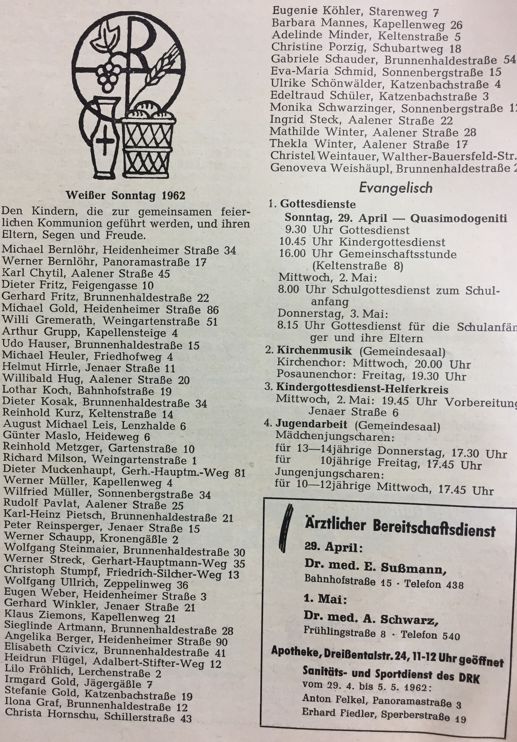 Weißer Sonntag 1962
Den Kindern, die zur gemeinsamen feier-
lichen Kommunion geführt werden, und ihren
Eltern, Segen und Freude.
Michael Bernlöhr, Heidenheimer Straße 34
Werner Bernlöhr, Panoramastraße 17
Karl Chytil, Aalener Straße 45
Dieter Fritz, Feigengasse 10
Gerhard Fritz, Brunnenhaldestraße 22
Michael Gold, Heidenheimer Straße 86
Willi Gremerath, Weingartenstraße 51
Arthur Grupp, Kapellensteige 4
Udo Hauser, Brunnenhaldestraße 15
Michael Heuler, Friedhofweg 4
Helmut Hirrle, Jenaer Straße 11
Willibald Hug, Aalener Straße 20
Lothar Koch, Bahnhofstraße 19
Dieter Kosak, Brunnenhaldestraße 34
Reinhold Kurz, Keltenstraße 14
August Michael Leis, Lenzhalde 6
Günter Maslo, Heideweg 6
Reinhold Metzger, Gartenstraße 10
Richard Milson, Weingartenstraße 1
Dieter Muckenhaupt, Gerh.-Hauptm.-Weg 81
Werner Müller, Kapellenweg 4
Wilfried Müller, Sonnenbergstraße 34
Rudolf Pavlat, Aalener Straße 25
Karl-Heinz Pietsch, Brunnenhaldestraße 21
Peter Reinsperger, Jenaer Straße 15
Werner Schaupp, Kronengäßle 2
Wolfgang Steinmaier, Brunnenhaldestraße 30
Werner Streck, Gerhart-Hauptmann-Weg 35
Christoph Stumpf, Friedrich-Silcher-Weg 13
Wolfgang Ullrich, Zeppelinweg 36
Eugen Weber, Heidenheimer Straße 3
Gerhard Winkler, Jenaer Straße 21
Klaus Ziemons, Kapellenweg 21
Sieglinde Artmann, Brunnenhaldestraße 28
Angelika Berger, Heidenheimer Straße 90
Elisabeth Czivicz, Brunnenhaldestraße 41
Heidrun Flügel, Adalbert-Stifter-Weg 12
Lilo Fröhlich, Lerchenstraße 2
Irmgard Gold, Jägergäßle 7
Stefanie Gold, Katzenbachstraße 19
Ilona Graf, Brunnenhaldestraße 12
Christa Hornschu, Schillerstraße 43
Eugenie Köhler, Starenweg 7
Barbara Mannes, Kapellenweg 26
Adelinde Minder, Keltenstraße 5
Christine Porzig, Schubartweg 18
Gabriele Schauder, Brunnenhaldestraße 54
Eva-Maria Schmid, Sonnenbergstraße 15
Ulrike Schönwälder, Katzenbachstraße 4
Edeltraud Schüler, Katzenbachstraße 3
Monika Schwarzinger, Sonnenbergstraße
Ingrid Steck, Aalener Straße 22
Mathilde Winter, Aalener Straße 28
Thekla Winter, Aalener Straße 17
Christel Weintauer, Walther-Bauersfeld-Str.
Genoveva Weishäupl, Brunnenhaldestraße
Evangelisch
1. Gottesdienste
Sonntag, 29. April — Quasimodogeniti
9.30 Uhr Gottesdienst
10.45 Uhr Kindergottesdienst
16.00 Uhr Gemeinschaftsstunde
(Keltenstraße 8)
Mittwoch, 2. Mai:
8.00 Uhr Schulgottesdienst zum Schul-
anfang
Donnerstag, 3. Mai:
8.15 Uhr Gottesdienst für die Schulanfän
ger und ihre Eltern
2. Kirchenmusik (Gemeindesaal)
Kirchenchor: Mittwoch, 20.00 Uhr
Posaunenchor: Freitag, 19.30 Uhr
3. Kindergottesdienst-Helferkreis
Mittwoch, 2. Mai: 19.45 Uhr Vorbereitung
Jenaer Straße 6
4. Jugendarbeit (Gemeindesaal)
Mädchenjungscharen:
für 13—14jährige Donnerstag, 17.30 Uhr
für 10jährige Freitag, 17.45 Uhr
Jungenjungscharen:
für 10—12jährige Mittwoch, 17.45 Uhr
Ärztlicher Bereitschaftsdienst
29. April:
Dr. med. E. Sußmann,
Bahnhofstraße 15 · Telefon 438
1. Mai:
Dr. med. A. Schwarz,
Frühlingstraße 8 · Telefon 540
Apotheke, Dreißentalstr. 24, 11-12 Uhr geöffnet
Sanitäts- und Sportdienst des DRK
vom 29. 4. bis 5. 5. 1962:
Anton Felkel, Panoramastraße 3
Erhard Fiedler, Sperberstraße 19